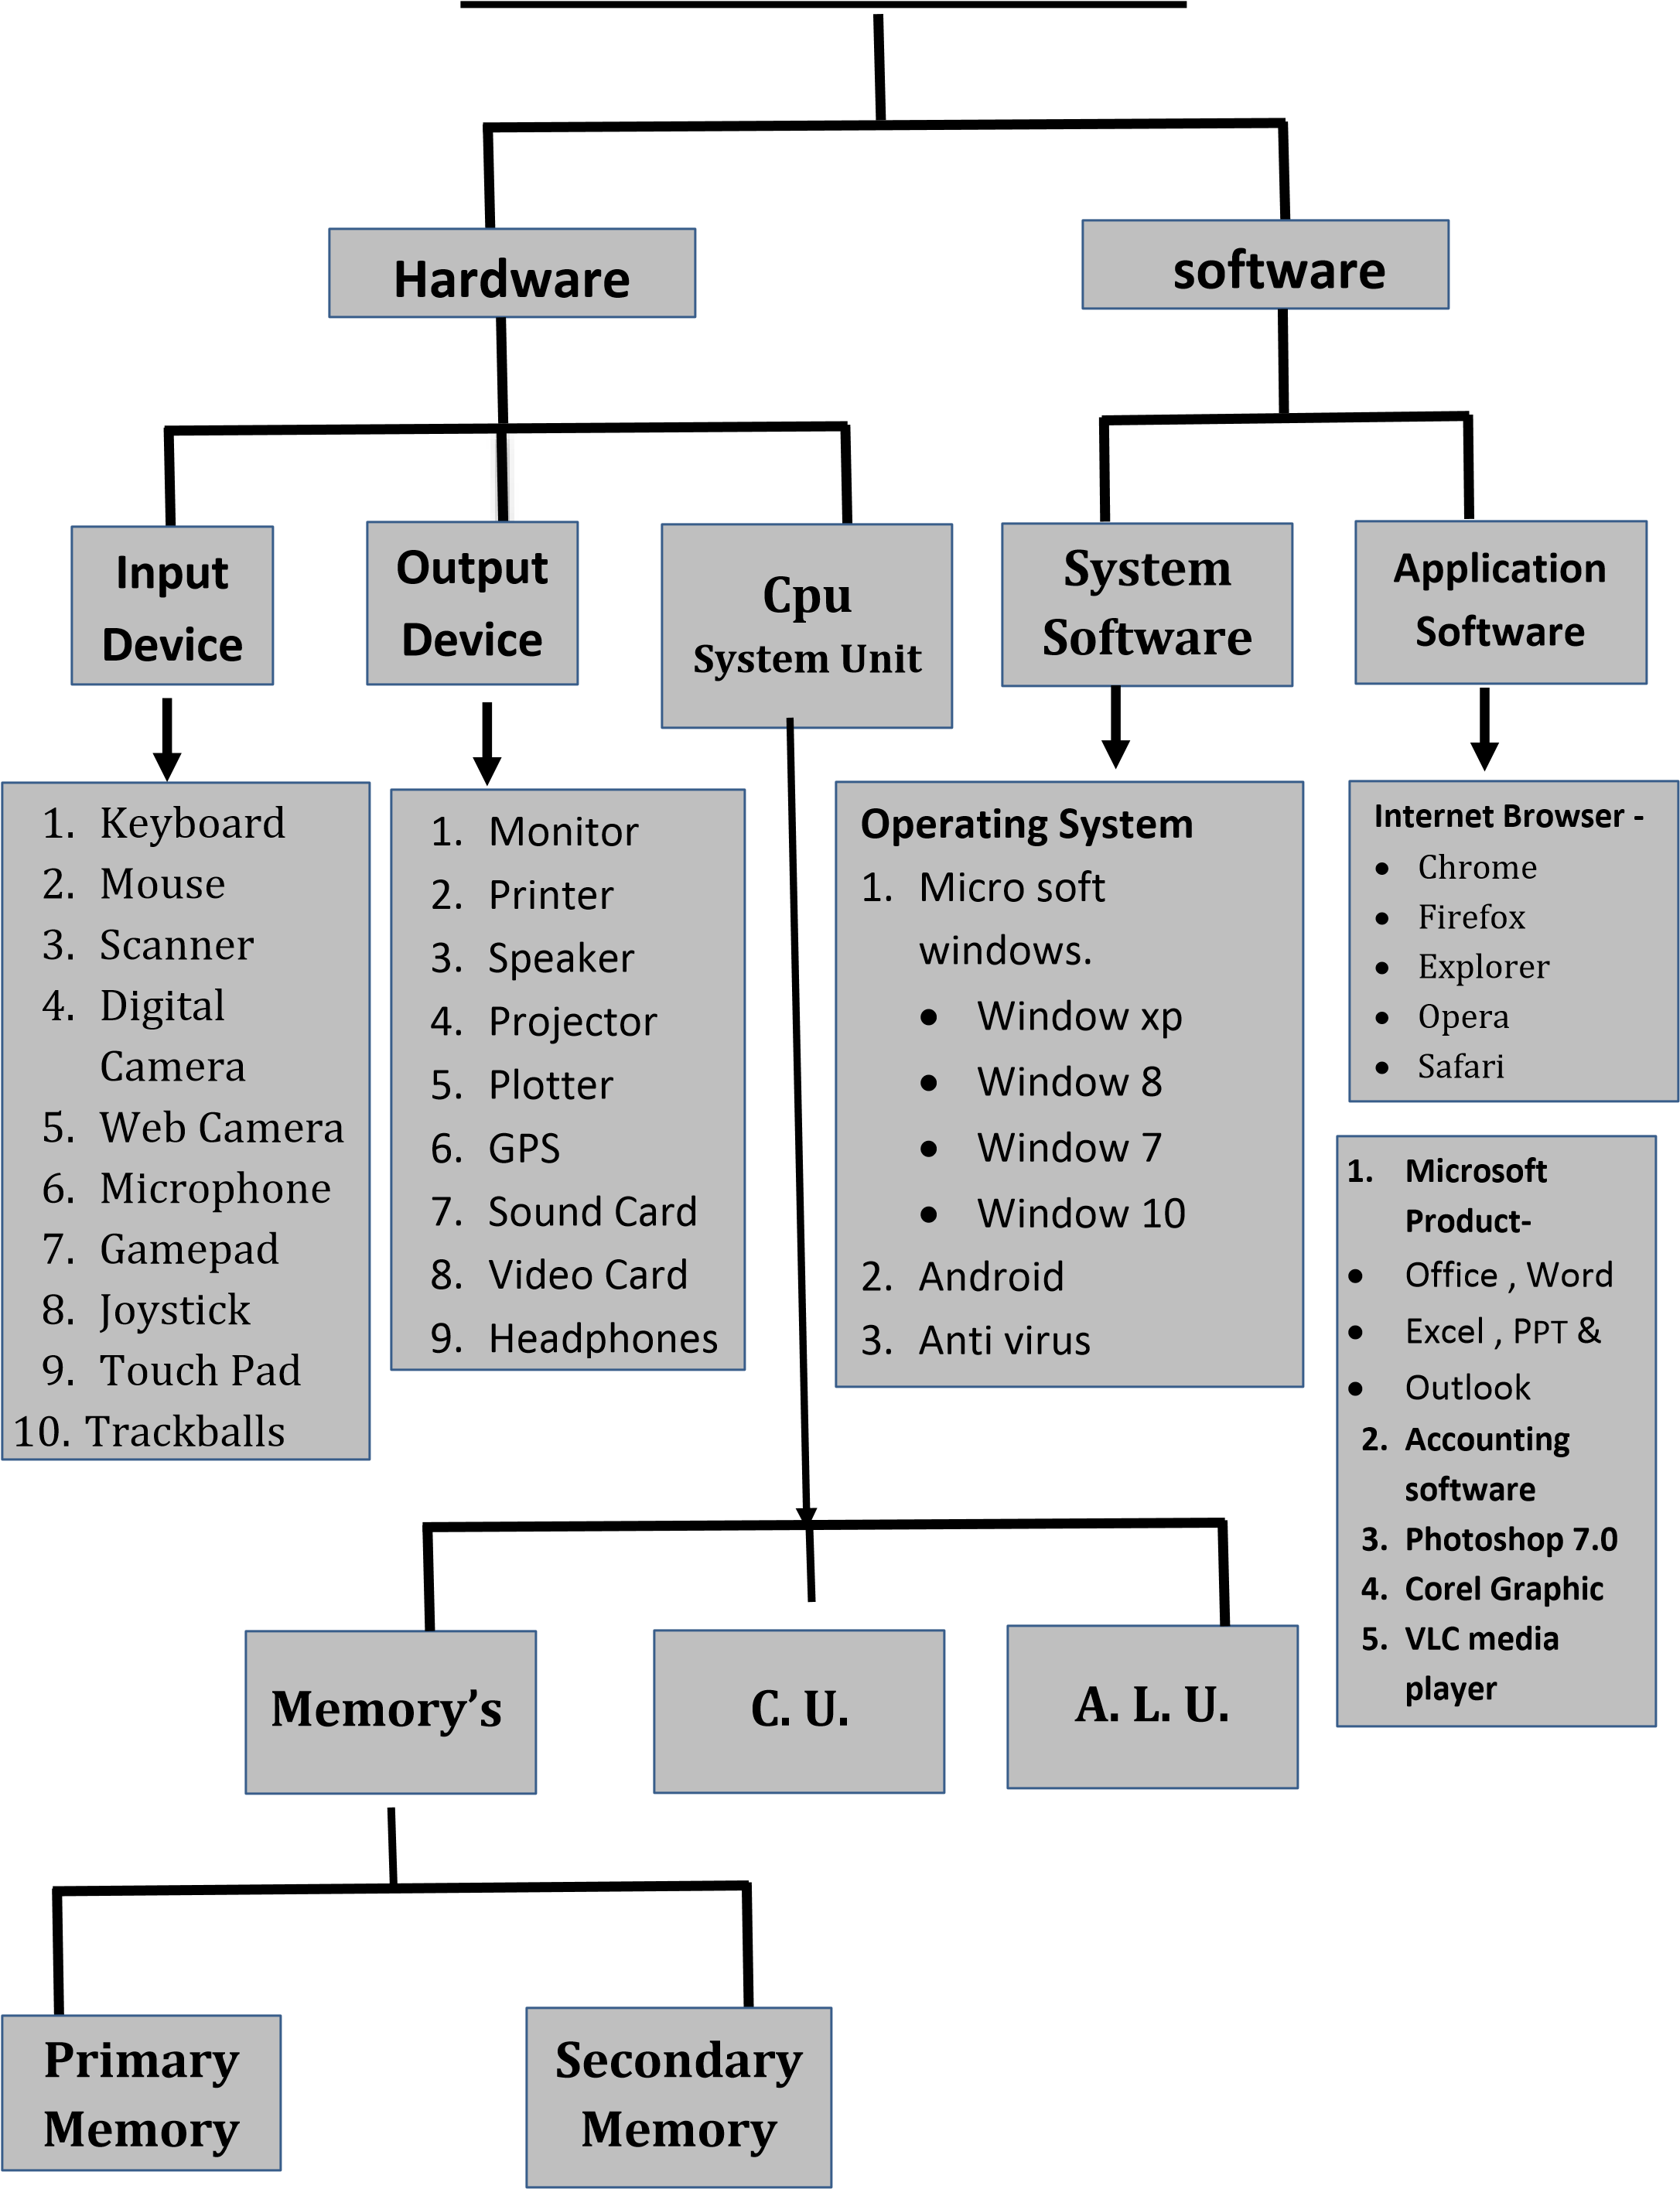 Hardware
software
Input
Device
Output
Device
Cpu
System Unit
System
Software
Application
Software
1. Keyboard
2. Mouse
3. Scanner
4. Digital
Camera
5. Web Camera
6. Microphone
7. Gamepad
8. Joystick
9. Touch Pad
10. Trackballs
1. Monitor
2. Printer
3. Speaker
4. Projector
5. Plotter
6. GPS
7. Sound Card
8. Video Card
9. Headphones
Operating System
1. Micro soft
windows.
• Window xp
• Window 8
• Window 7
• Window 10
2. Android
3. Anti virus
Internet Browser -
• Chrome
• Firefox
• Explorer
• Opera
• Safari
1. Microsoft
Product-
• Office , Word
• Excel , PPT &
• Outlook
2. Accounting
software
3. Photoshop 7.0
4. Corel Graphic
5. VLC media
player
Memory’s
C. U.
A. L. U.
Primary
Memory
Secondary
Memory